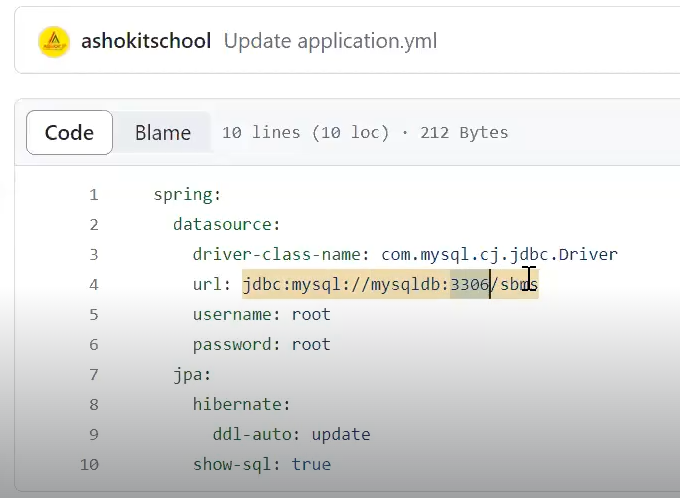 ashokitschool Update application.yml
Code Blame 10 lines (10 loc) · 212 Bytes
1 spring:
2 datasource:
3 driver-class-name: com.mysql.cj.jdbc.Driver
4 url: jdbc:mysql://mysqldb:3306/sbms
5 username: root
6 password: root
7 jpa:
8 hibernate:
9 ddl-auto: update
10 show-sql: true